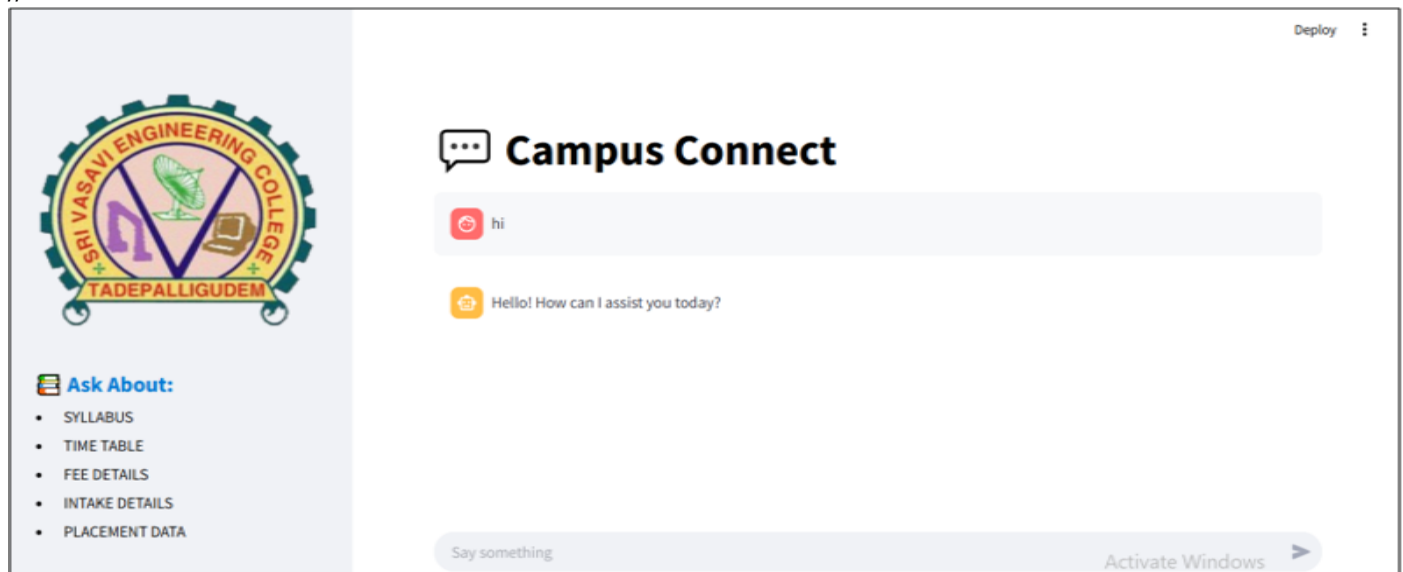 Deploy
SRI VASAVI ENGINEERING COLLEGE
TADEPALLIGUDEM
Ask About:
• SYLLABUS
• TIME TABLE
• FEE DETAILS
• INTAKE DETAILS
• PLACEMENT DATA
Campus Connect
hi
Hello! How can I assist you today?
Say something
Activate Windows